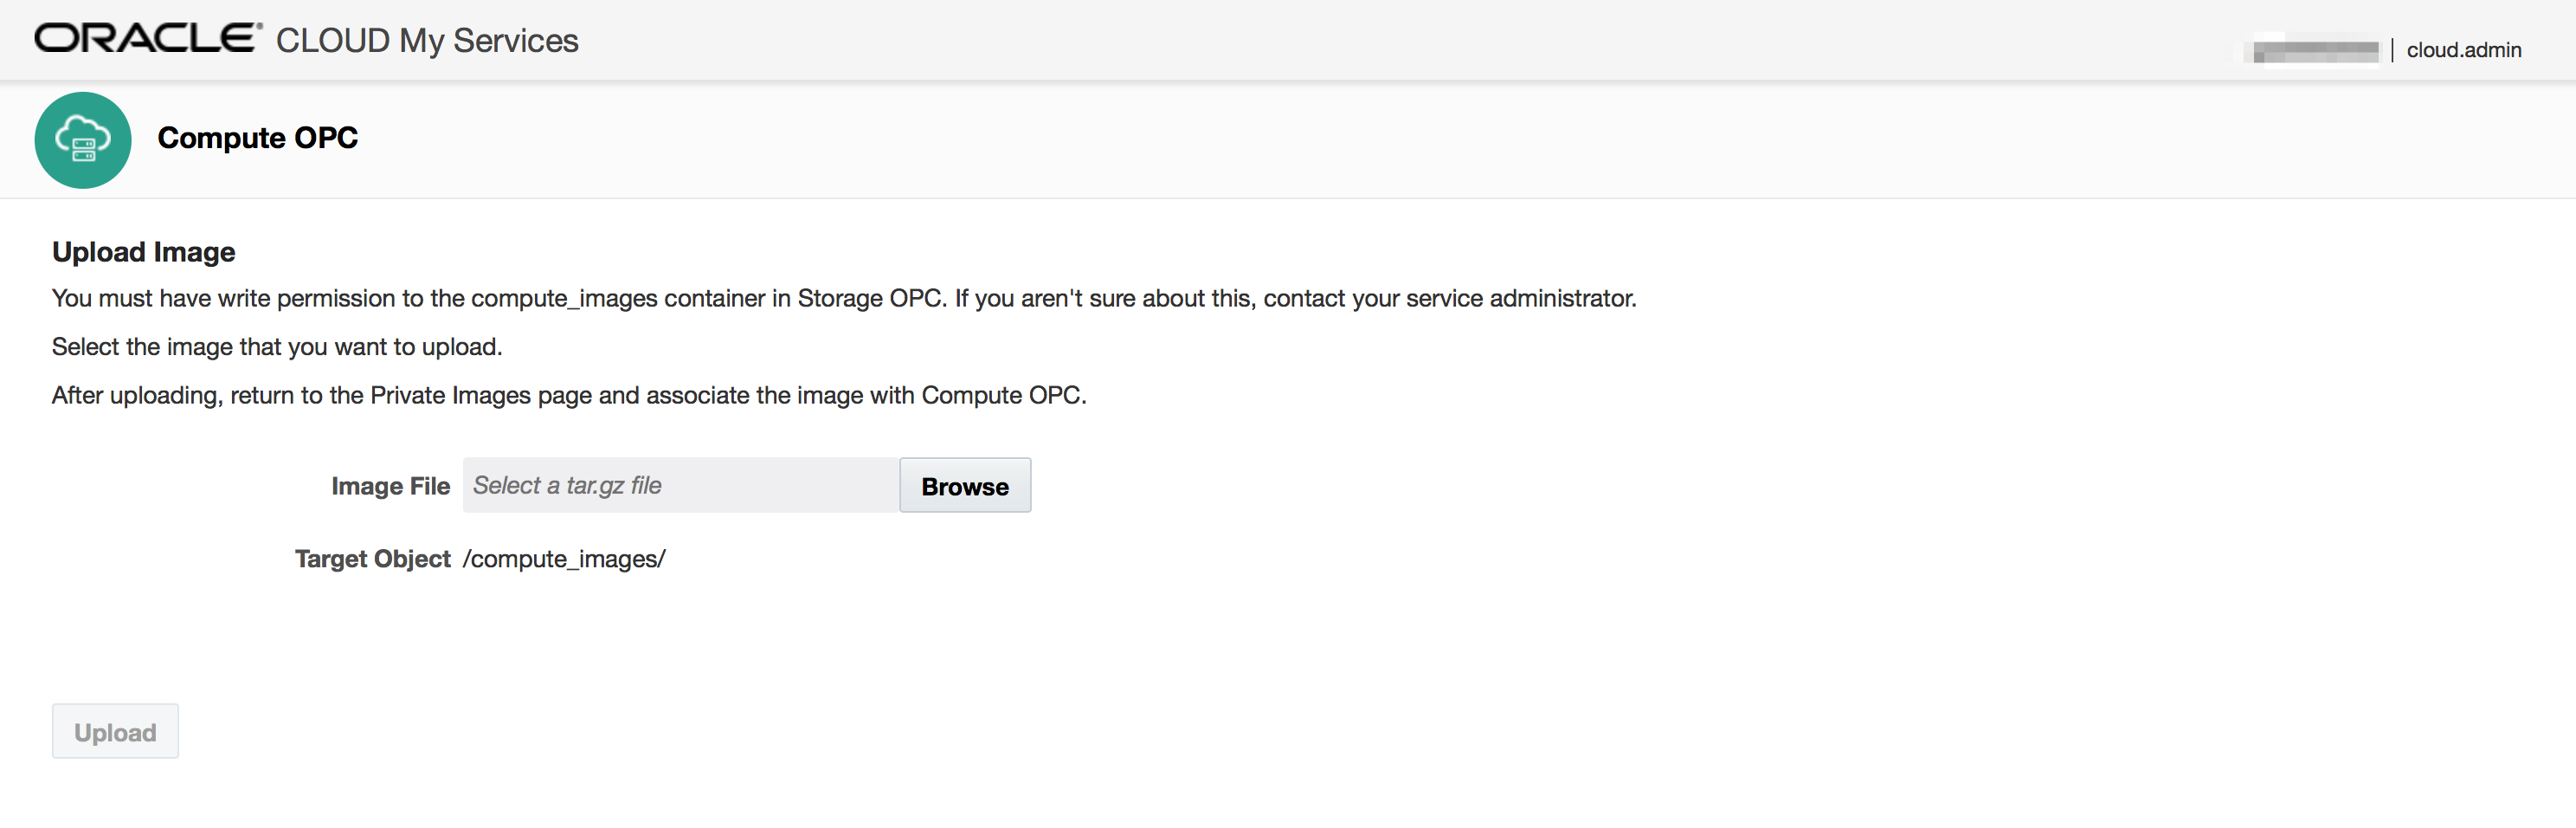 ORACLE® CLOUD My Services
| cloud.admin
Compute OPC
Upload Image
You must have write permission to the compute_images container in Storage OPC. If you aren't sure about this, contact your service administrator.
Select the image that you want to upload.
After uploading, return to the Private Images page and associate the image with Compute OPC.
Image File Select a tar.gz file Browse
Target Object /compute_images/
Upload